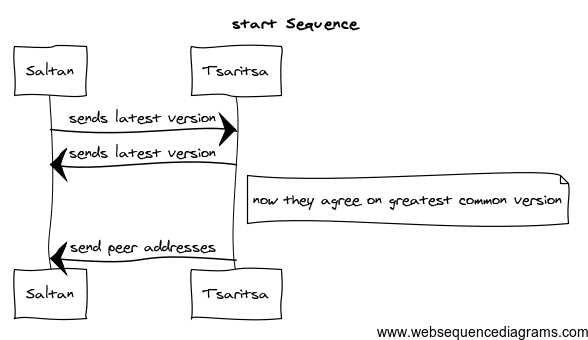 start Sequence
Saltan Tsaritsa
sends latest version
sends latest version
now they agree on greatest common version
send peer addresses
Saltan Tsaritsa
www.websequencediagrams.com